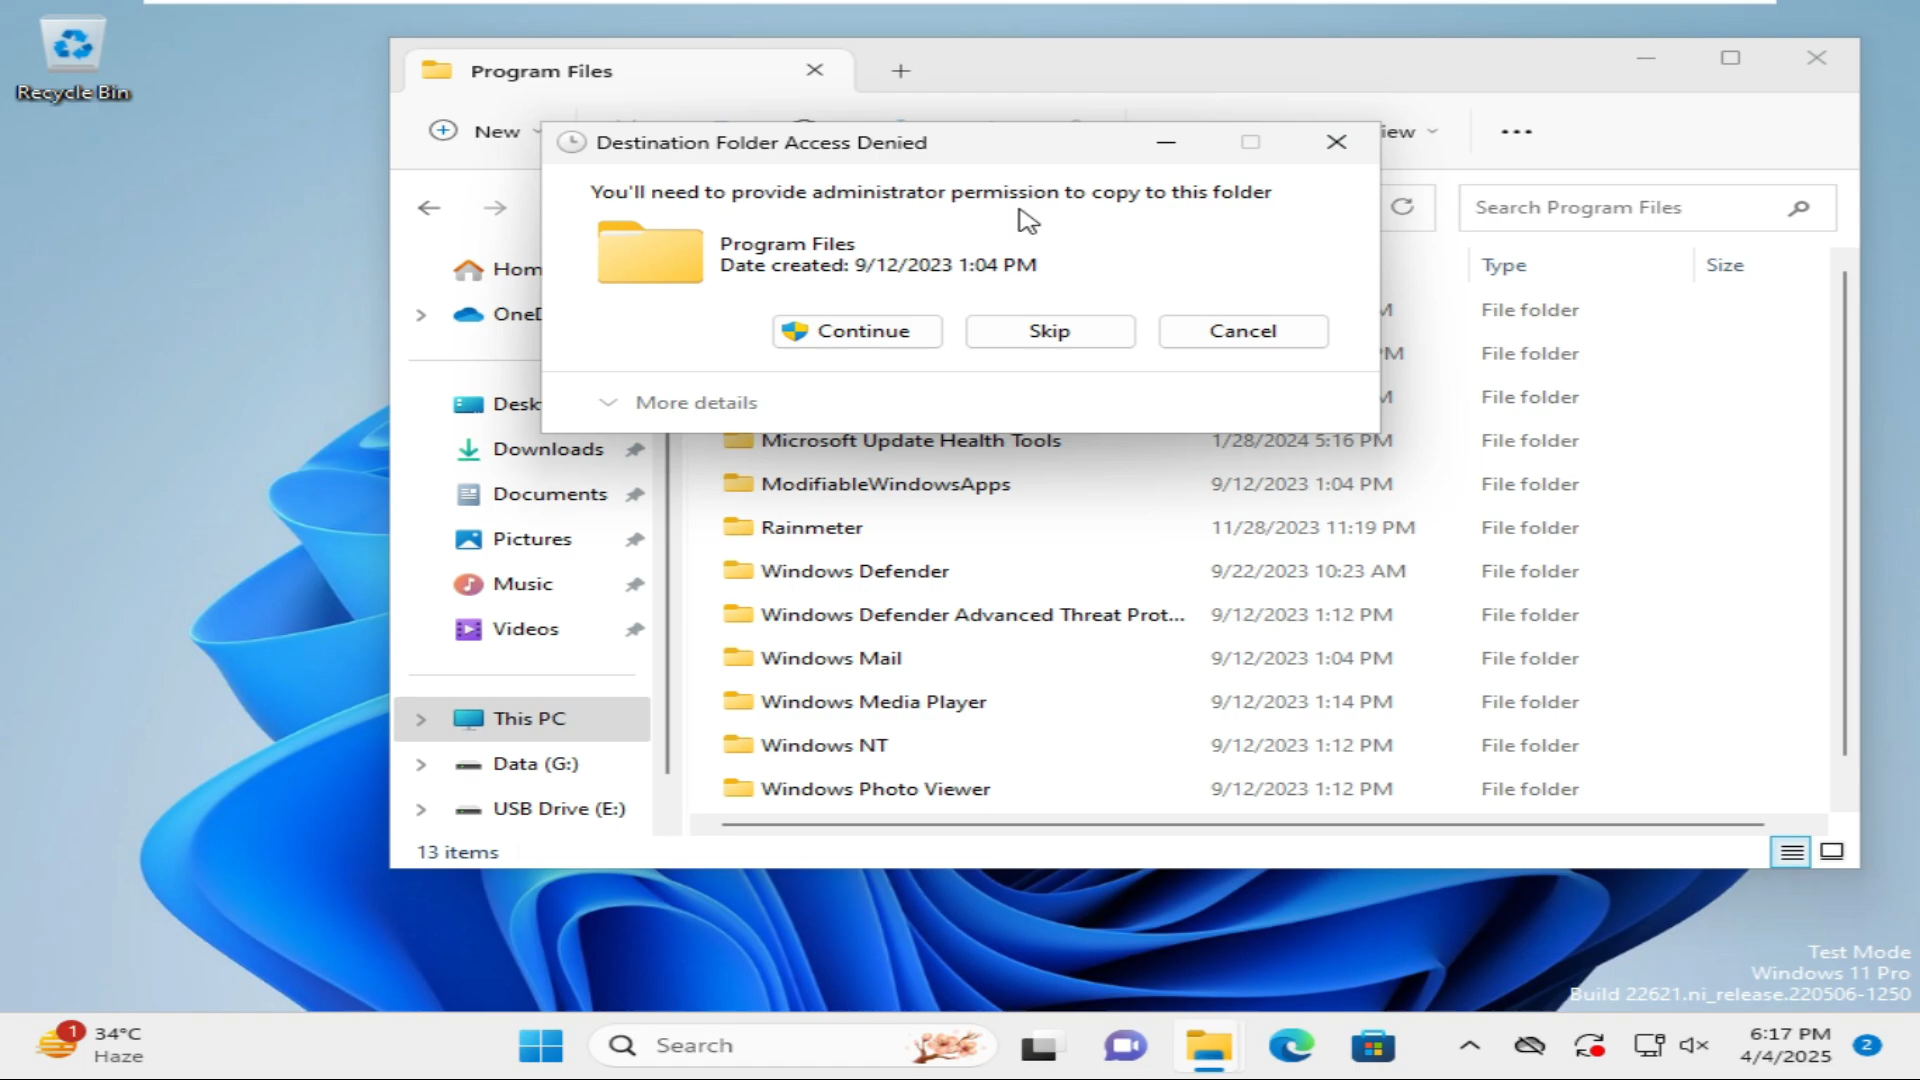 Recycle Bin
Program Files
New
Destination Folder Access Denied
You'll need to provide administrator permission to copy to this folder
Program Files
Date created: 9/12/2023 1:04 PM
Continue
Skip
Cancel
More details
iew
Search Program Files
Type
Size
Hom
OneD
Desk
Downloads
Documents
Pictures
Music
Videos
This PC
Data (G:)
USB Drive (E:)
M File folder
PM File folder
M File folder
Microsoft Update Health Tools 1/28/2024 5:16 PM File folder
ModifiableWindowsApps 9/12/2023 1:04 PM File folder
Rainmeter 11/28/2023 11:19 PM File folder
Windows Defender 9/22/2023 10:23 AM File folder
Windows Defender Advanced Threat Prot... 9/12/2023 1:12 PM File folder
Windows Mail 9/12/2023 1:04 PM File folder
Windows Media Player 9/12/2023 1:14 PM File folder
Windows NT 9/12/2023 1:12 PM File folder
Windows Photo Viewer 9/12/2023 1:12 PM File folder
13 items
Test Mode
Windows 11 Pro
Build 22621.ni_release.220506-1250
1
34°C
Haze
Search
6:17 PM
4/4/2025
2